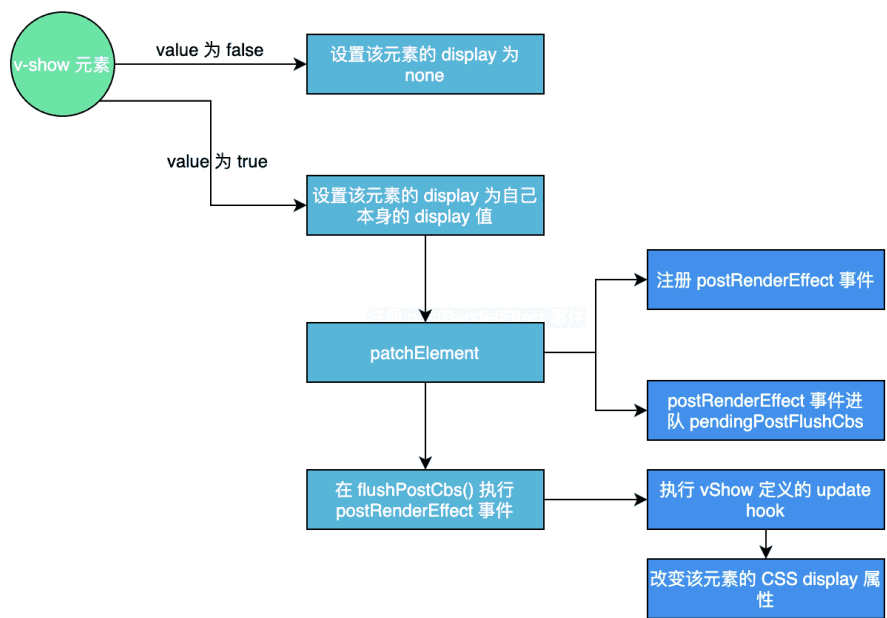 v-show 元素
value 为 false
设置该元素的 display 为
none
value 为 true
设置该元素的 display 为自己
本身的 display 值
patchElement
注册 postRenderEffect 事件
postRenderEffect 事件进
队 pendingPostFlushCbs
在 flushPostCbs() 执行
postRenderEffect 事件
执行 vShow 定义的 update
hook
改变该元素的 CSS display 属
性